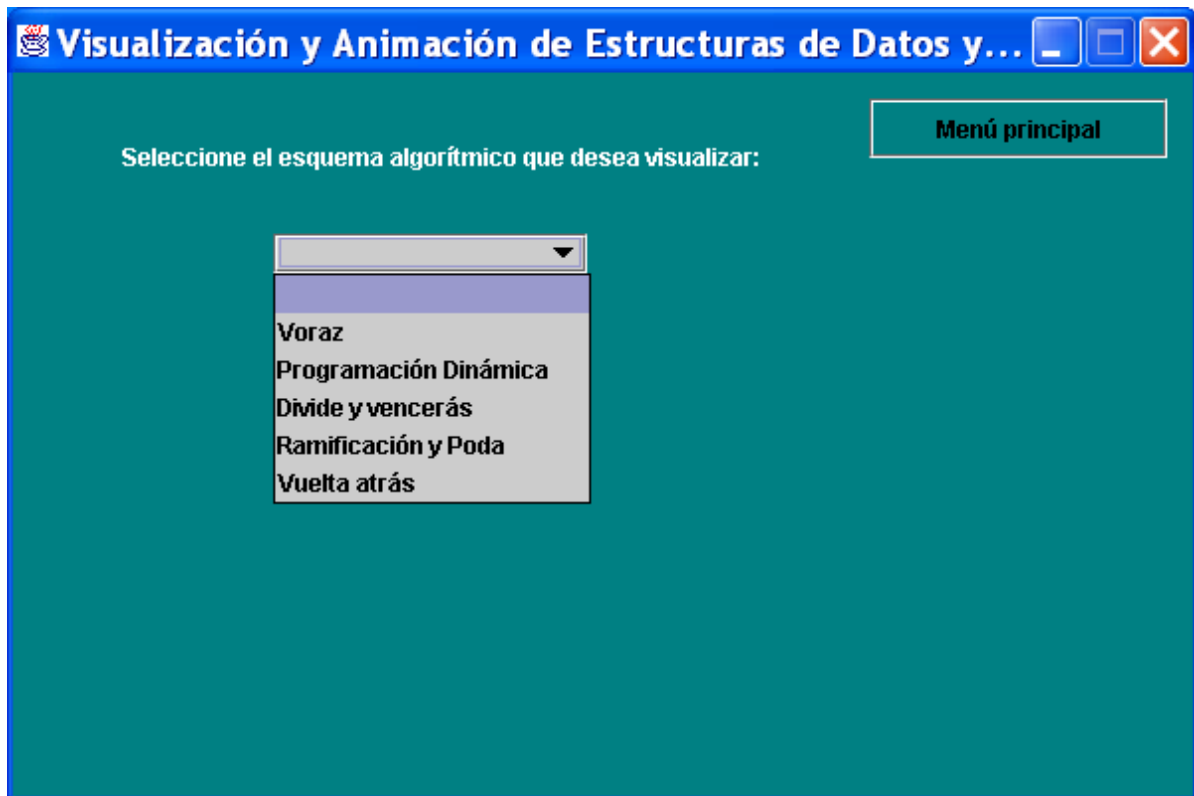 Visualización y Animación de Estructuras de Datos y...
Menú principal
Seleccione el esquema algorítmico que desea visualizar:
Voraz
Programación Dinámica
Divide y vencerás
Ramificación y Poda
Vuelta atrás